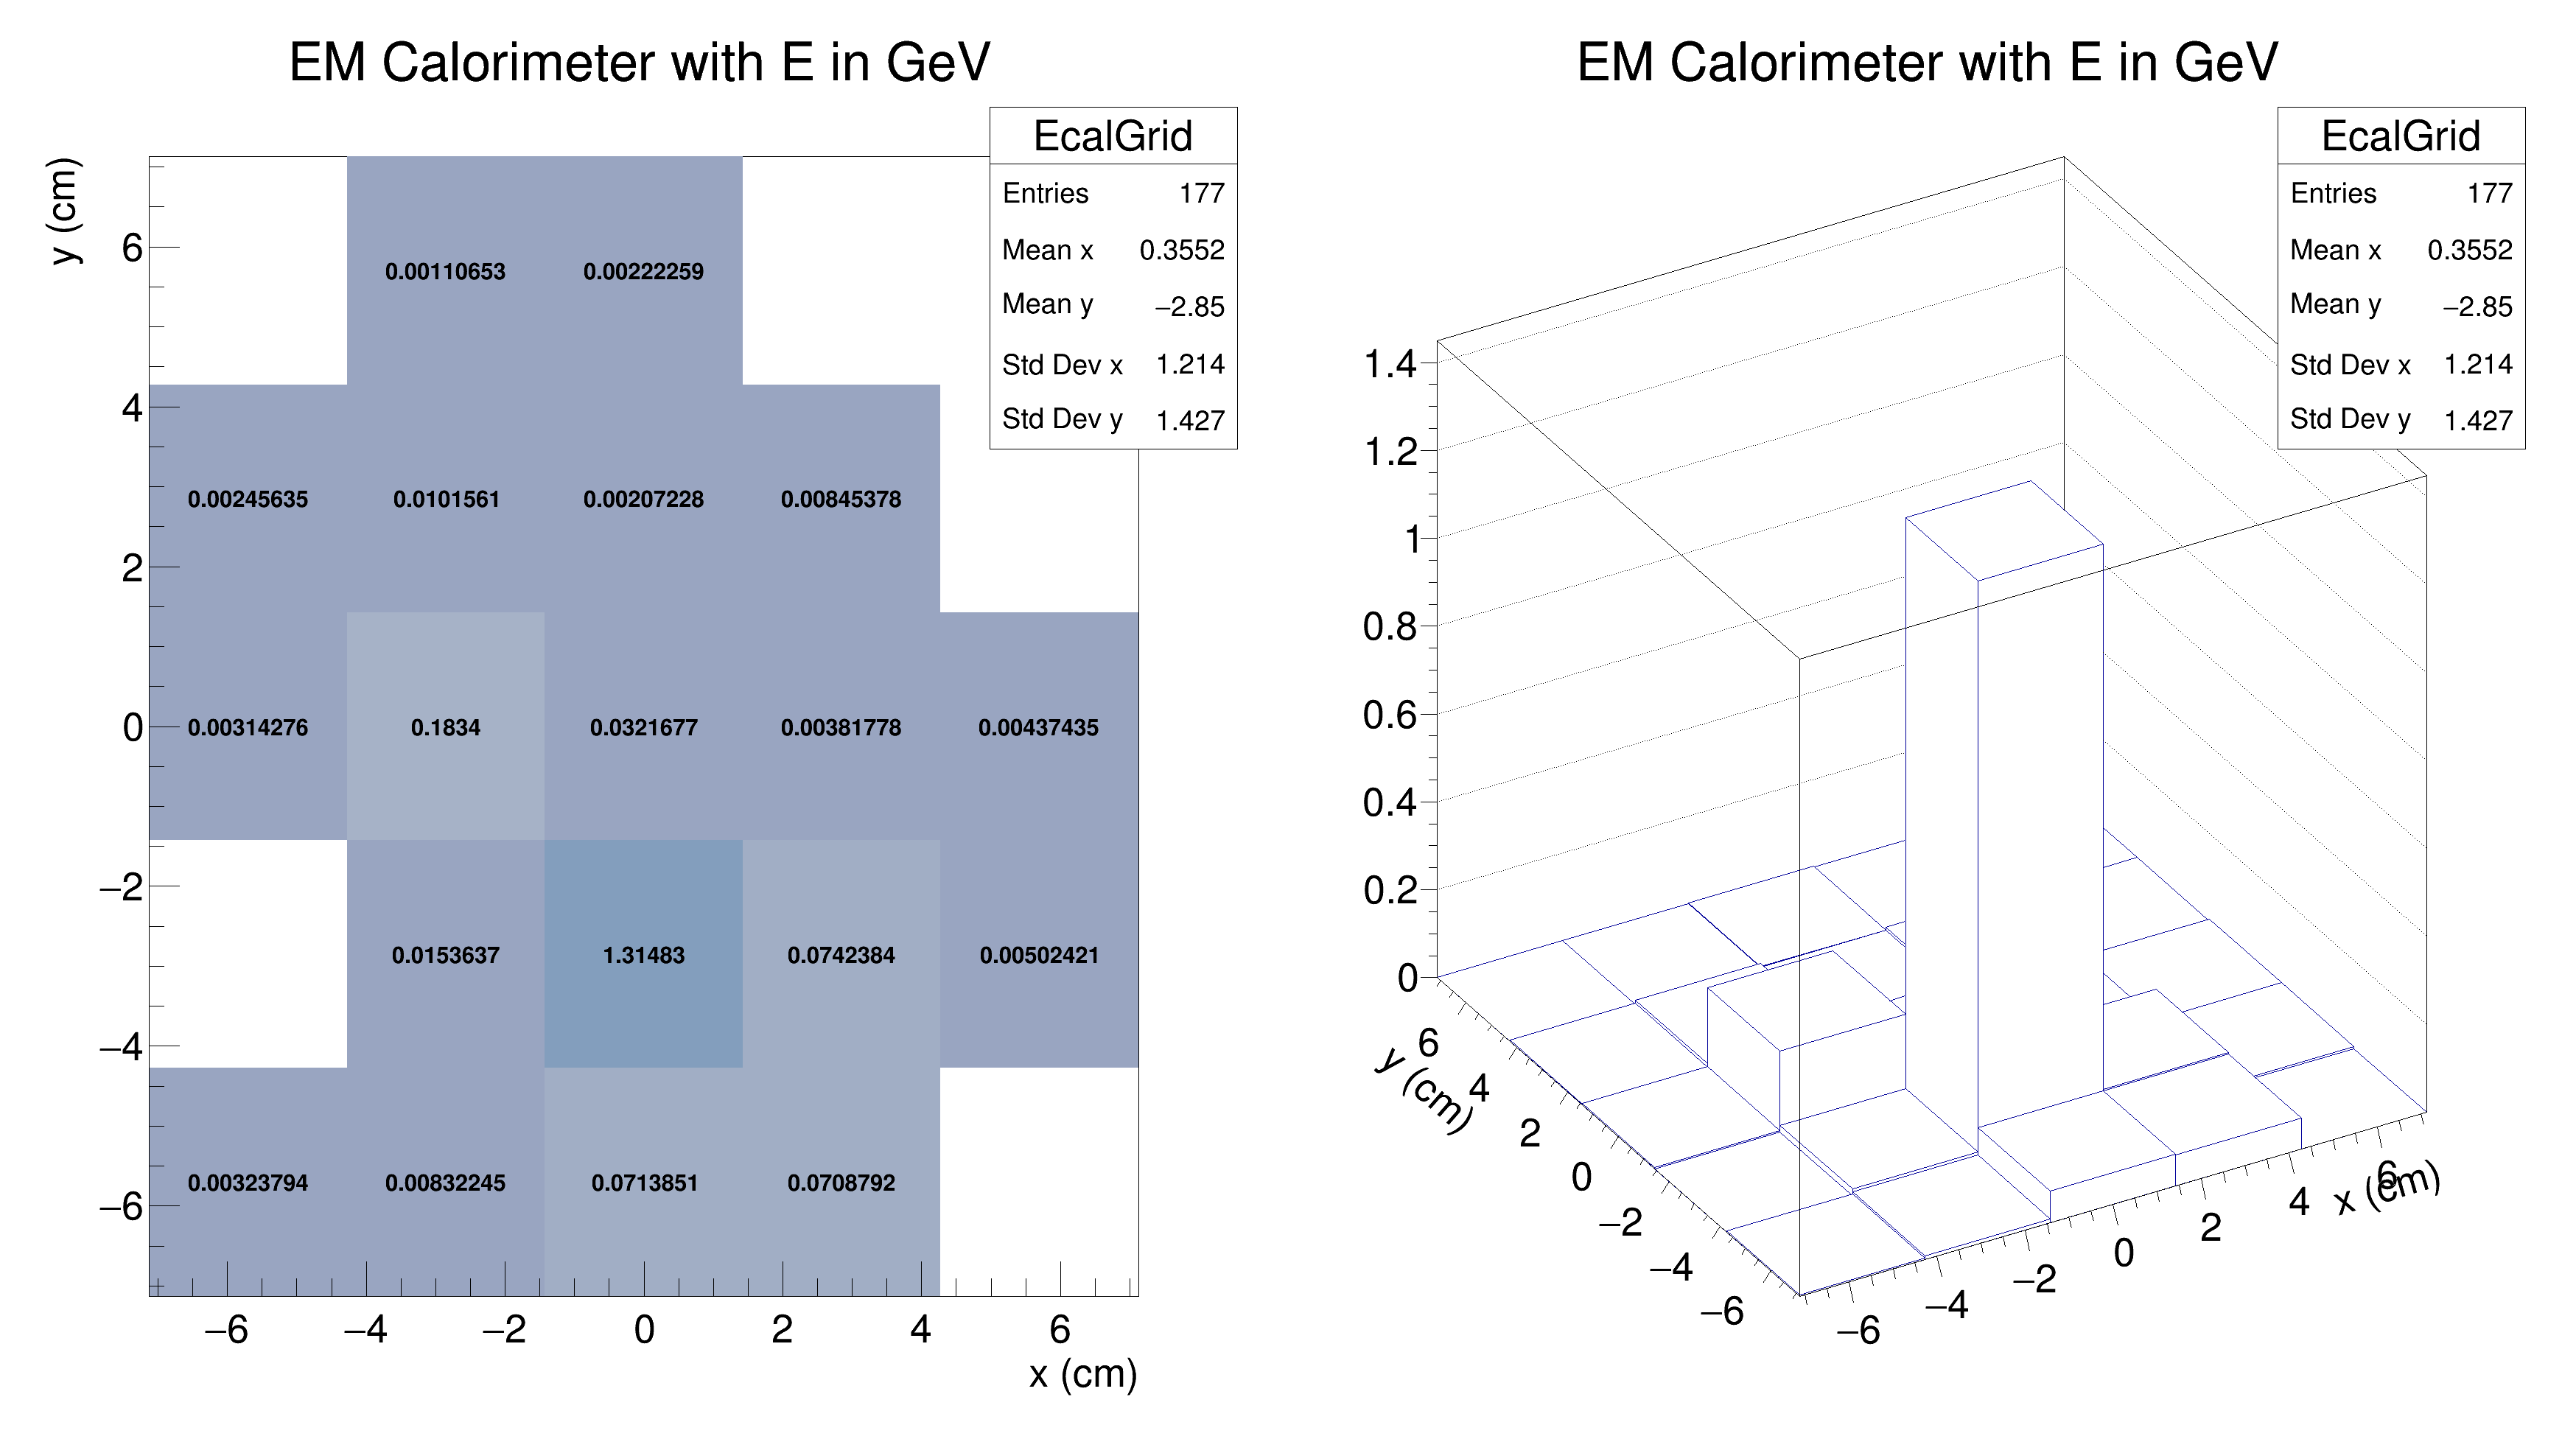 EM Calorimeter with E in GeV
EcalGrid
Entries 177
Mean x 0.3552
Mean y −2.85
Std Dev x 1.214
Std Dev y 1.427
y (cm)
6
4
2
0
−2
−4
−6
0.00110653 0.00222259
0.00245635 0.0101561 0.00207228 0.00845378
0.00314276 0.1834 0.0321677 0.00381778 0.00437435
0.0153637 1.31483 0.0742384 0.00502421
0.00323794 0.00832245 0.0713851 0.0708792
−6 −4 −2 0 2 4 6
x (cm)
EM Calorimeter with E in GeV
EcalGrid
Entries 177
Mean x 0.3552
Mean y −2.85
Std Dev x 1.214
Std Dev y 1.427
1.4
1.2
1
0.8
0.6
0.4
0.2
0
y (cm)
6
4
2
0
−2
−4
−6
−6 −4 −2 0 2 4 6
x (cm)